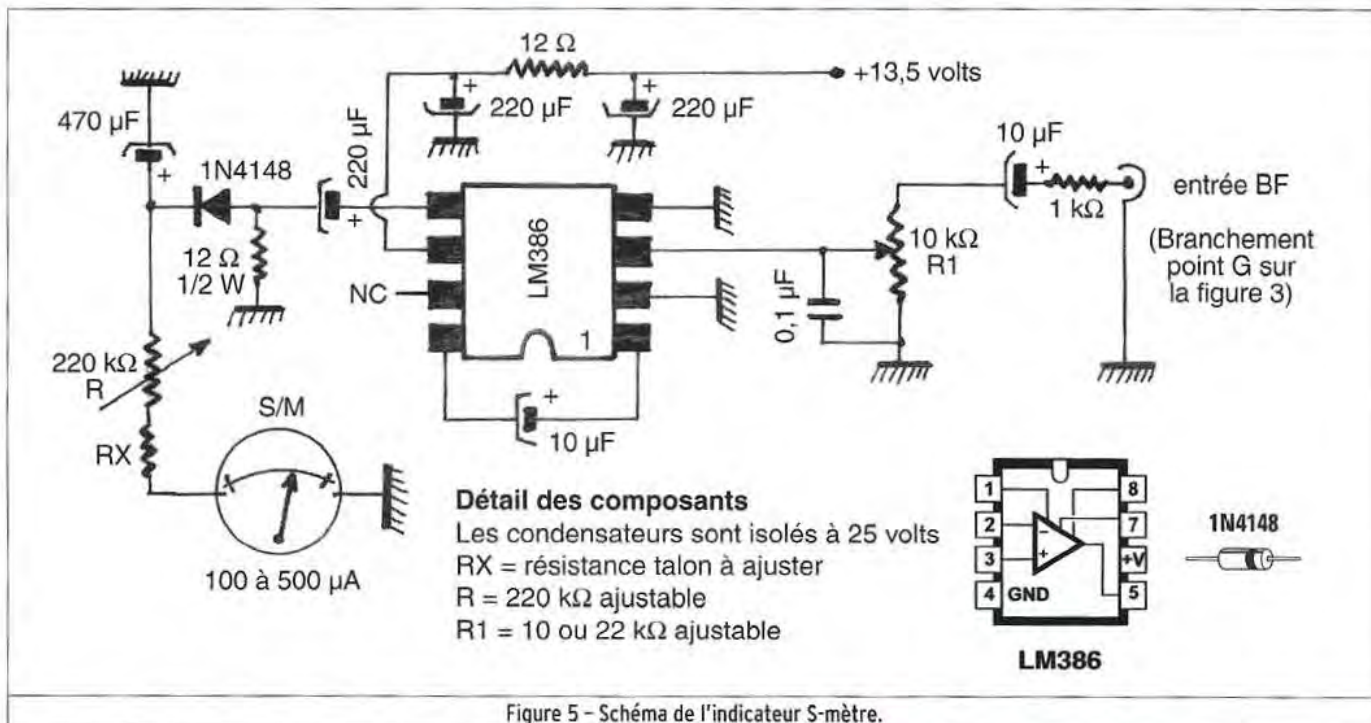 12 Ω
+13,5 volts
+
220 µF
+
220 µF
470 µF
+
1N4148
220 µF
+
12 Ω
1/2 W
NC
LM386
1
10 µF
+
1 kΩ
entrée BF
10 kΩ
R1
(Branchement
point G sur
la figure 3)
0,1 µF
220 kΩ
R
RX
S/M
100 à 500 µA
+
10 µF
Détail des composants
Les condensateurs sont isolés à 25 volts
RX = résistance talon à ajuster
R = 220 kΩ ajustable
R1 = 10 ou 22 kΩ ajustable
1
2
3
4
GND
−
+
8
7
+V
5
LM386
1N4148
Figure 5 – Schéma de l'indicateur S-mètre.